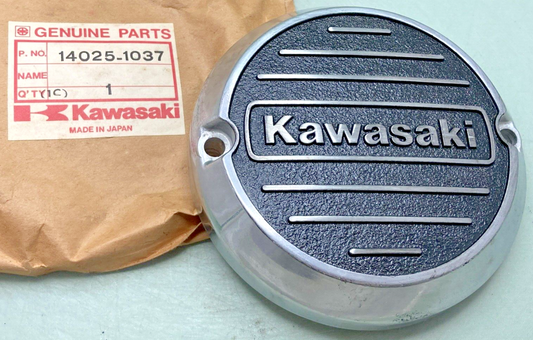 GENUINE PARTS
P. NO. 14025-1037
NAME
Q'TY(1C) 1
Kawasaki
MADE IN JAPAN
Kawasaki